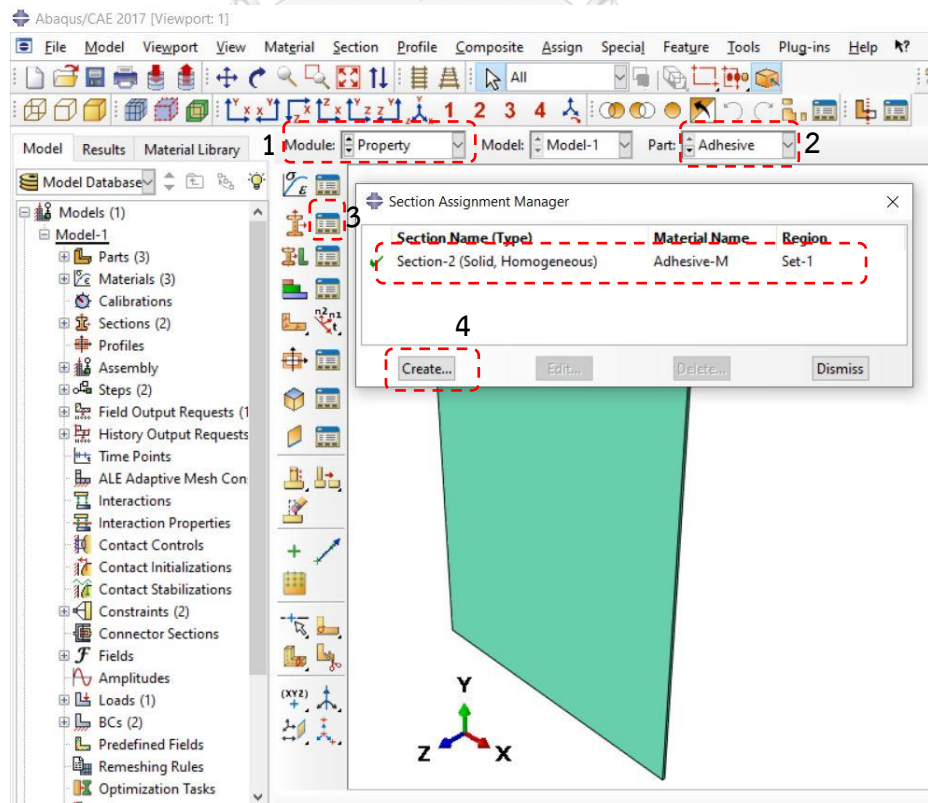 Abaqus/CAE 2017 [Viewport: 1]
File Model Viewport View Material Section Profile Composite Assign Special Feature Tools Plug-ins Help
All
1 2 3 4
Model Results Material Library
1 Module: Property Model: Model-1 Part: Adhesive 2
Model Database
3
Section Assignment Manager
Section Name (Type) Material Name Region
Section-2 (Solid, Homogeneous) Adhesive-M Set-1
4
Create... Edit... Delete... Dismiss
Models (1)
Model-1
Parts (3)
Materials (3)
Calibrations
Sections (2)
Profiles
Assembly
Steps (2)
Field Output Requests (1
History Output Requests
Time Points
ALE Adaptive Mesh Con
Interactions
Interaction Properties
Contact Controls
Contact Initializations
Contact Stabilizations
Constraints (2)
Connector Sections
Fields
Amplitudes
Loads (1)
BCs (2)
Predefined Fields
Remeshing Rules
Optimization Tasks
(XYZ)
Y
Z X